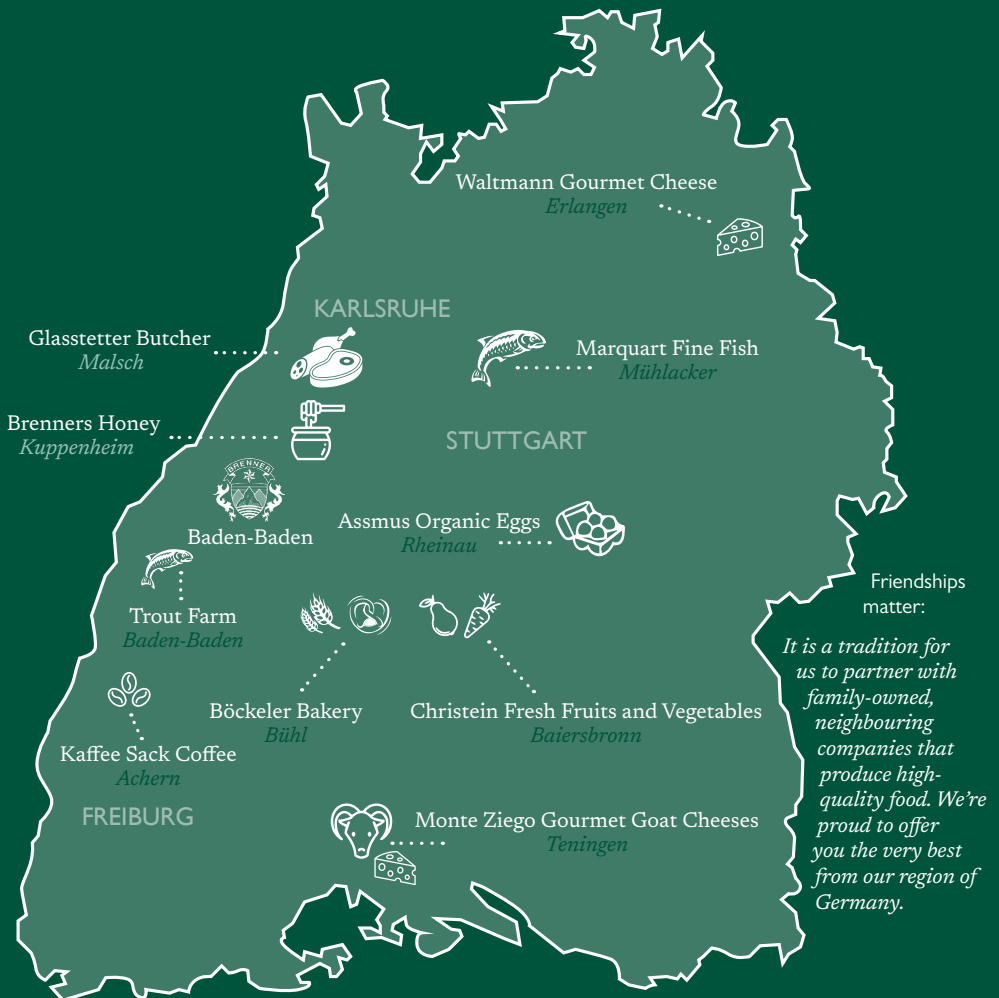 Waltmann Gourmet Cheese
Erlangen
KARLSRUHE
Glasstetter Butcher
Malsch
Marquart Fine Fish
Mühlacker
Brenners Honey
Kuppenheim
STUTTGART
BRENNER
Baden-Baden
Assmus Organic Eggs
Rheinau
Trout Farm
Baden-Baden
Böckeler Bakery
Bühl
Christein Fresh Fruits and Vegetables
Baiersbronn
Kaffee Sack Coffee
Achern
FREIBURG
Monte Ziego Gourmet Goat Cheeses
Teningen
Friendships
matter:
It is a tradition for
us to partner with
family-owned,
neighbouring
companies that
produce high-
quality food. We’re
proud to offer
you the very best
from our region of
Germany.